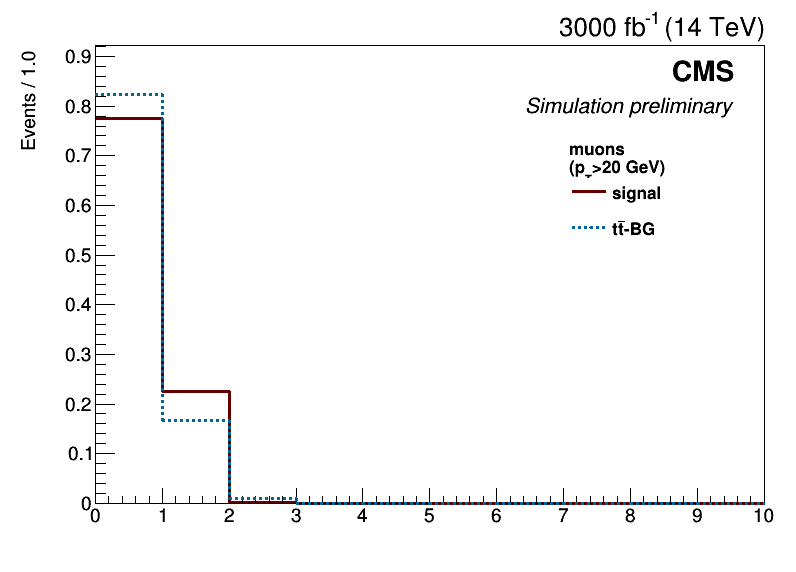 3000 fb⁻¹ (14 TeV)
CMS
Simulation preliminary
Events / 1.0
muons
(p >20 GeV)
signal
tt̄-BG
0.9
0.8
0.7
0.6
0.5
0.4
0.3
0.2
0.1
0
0 1 2 3 4 5 6 7 8 9 10